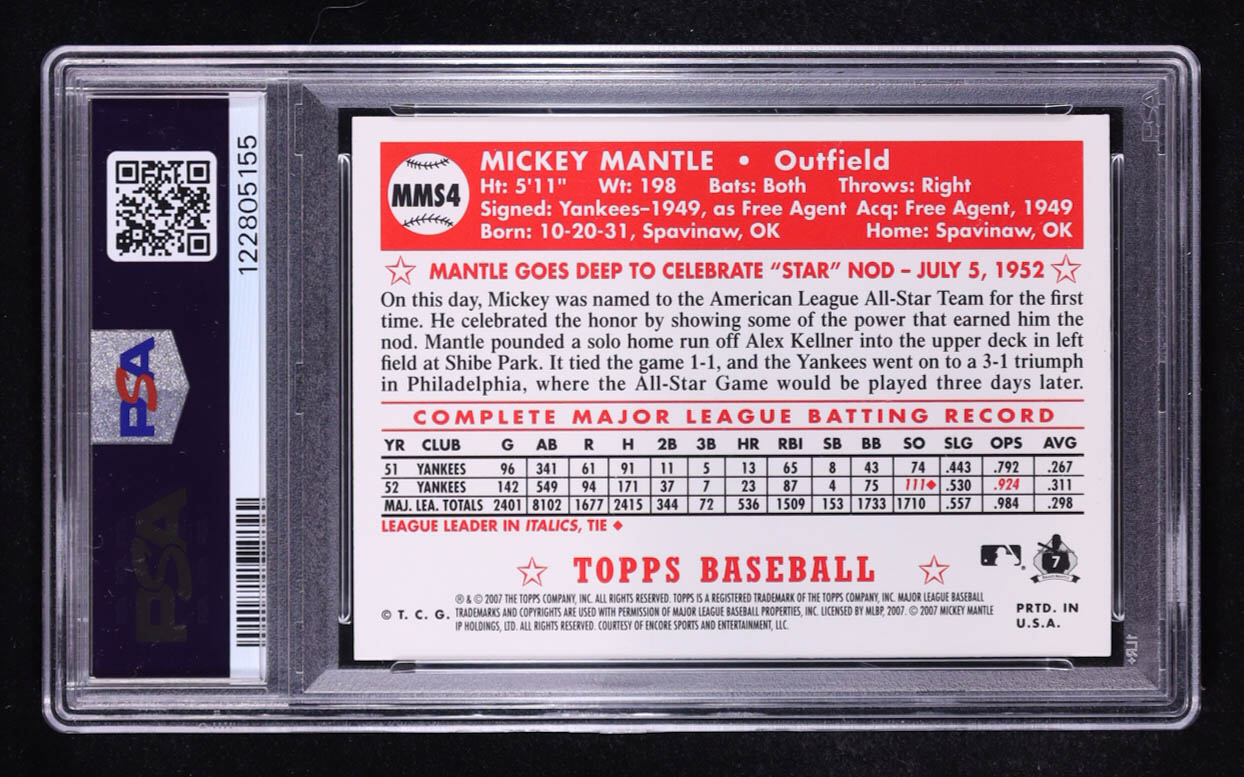 122805155
PSA
PSA
MMS4
MICKEY MANTLE • Outfield
Ht: 5'11" Wt: 198 Bats: Both Throws: Right
Signed: Yankees–1949, as Free Agent Acq: Free Agent, 1949
Born: 10-20-31, Spavinaw, OK Home: Spavinaw, OK
MANTLE GOES DEEP TO CELEBRATE "STAR" NOD – JULY 5, 1952
On this day, Mickey was named to the American League All-Star Team for the first
time. He celebrated the honor by showing some of the power that earned him the
nod. Mantle pounded a solo home run off Alex Kellner into the upper deck in left
field at Shibe Park. It tied the game 1-1, and the Yankees went on to a 3-1 triumph
in Philadelphia, where the All-Star Game would be played three days later.
COMPLETE MAJOR LEAGUE BATTING RECORD
YR CLUB G AB R H 2B 3B HR RBI SB BB SO SLG OPS AVG
51 YANKEES 96 341 61 91 11 5 13 65 8 43 74 .443 .792 .267
52 YANKEES 142 549 94 171 37 7 23 87 4 75 111♦ .530 .924 .311
MAJ. LEA. TOTALS 2401 8102 1677 2415 344 72 536 1509 153 1733 1710 .557 .984 .298
LEAGUE LEADER IN ITALICS, TIE ♦
TOPPS BASEBALL
7
® & © 2007 THE TOPPS COMPANY, INC. ALL RIGHTS RESERVED. TOPPS IS A REGISTERED TRADEMARK OF THE TOPPS COMPANY, INC. MAJOR LEAGUE BASEBALL
© T. C. G. TRADEMARKS AND COPYRIGHTS ARE USED WITH PERMISSION OF MAJOR LEAGUE BASEBALL PROPERTIES, INC. LICENSED BY MLBP, 2007. © 2007 MICKEY MANTLE
IP HOLDINGS, LTD. ALL RIGHTS RESERVED. COURTESY OF ENCORE SPORTS AND ENTERTAINMENT, LLC.
PRTD. IN
U.S.A.
PSA